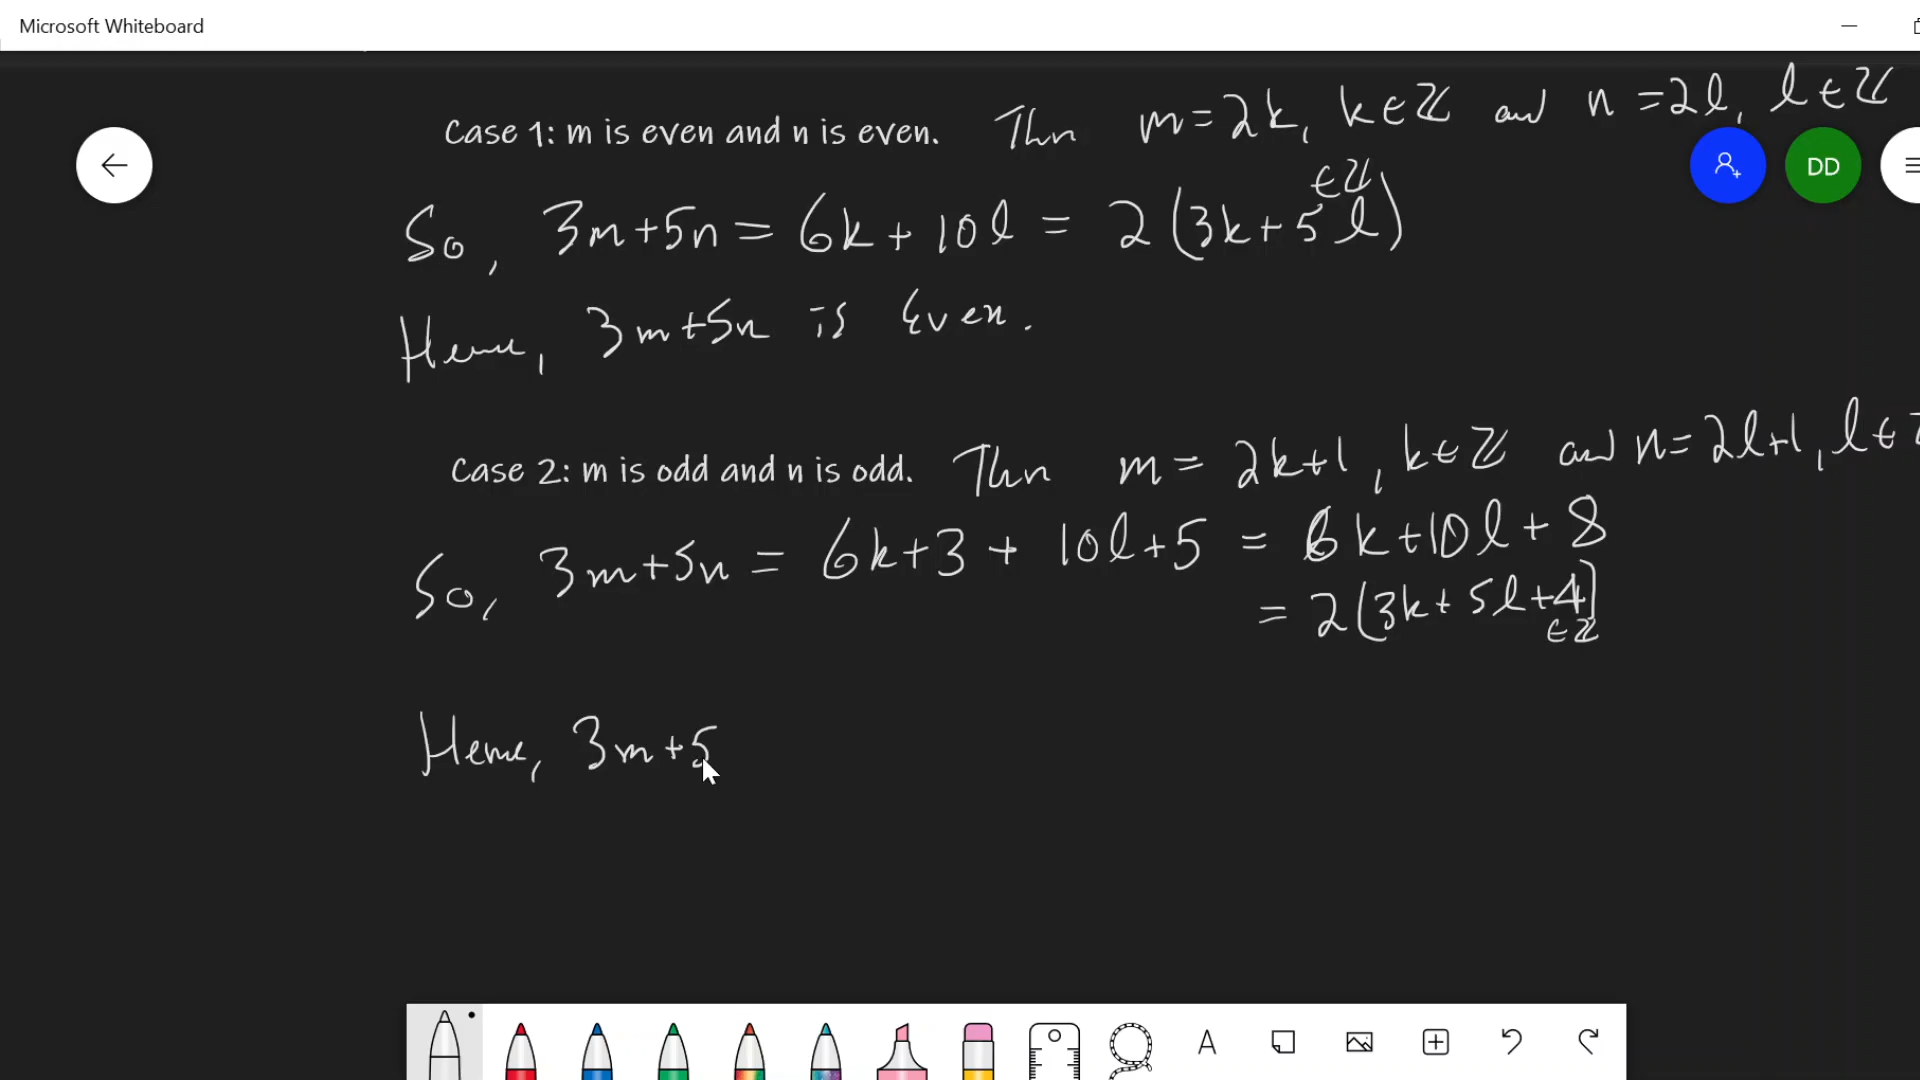 Microsoft Whiteboard
Case 1: m is even and n is even. Then m = 2k, k ∈ ℤ and n = 2l, l ∈ ℤ
DD
∈ ℤ
So, 3m+5n = 6k + 10l = 2(3k+5l)
Hence, 3m+5n is even.
Case 2: m is odd and n is odd. Then m = 2k+1, k ∈ ℤ and n = 2l+1, l ∈ ℤ
So, 3m+5n = 6k+3 + 10l+5 = 6k+10l+8
= 2(3k+5l+4)
∈ ℤ
Hence, 3m+5
A